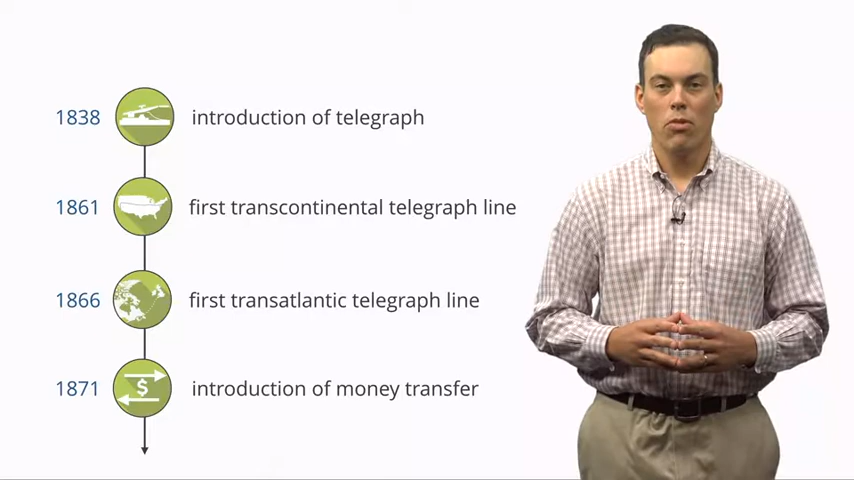 1838 introduction of telegraph
1861 first transcontinental telegraph line
1866 first transatlantic telegraph line
1871 $ introduction of money transfer